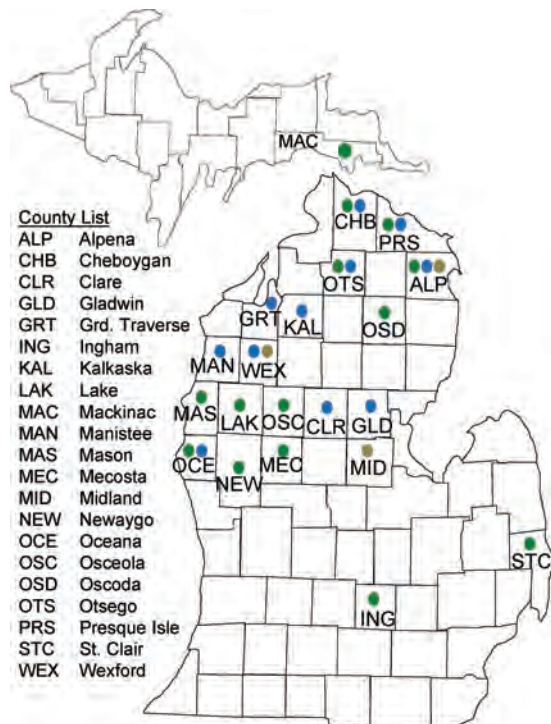 MAC
CHB
PRS
OTS
ALP
GRT
KAL
OSD
MAN
WEX
MAS
LAK
OSC
CLR
GLD
OCE
NEW
MEC
MID
STC
ING
County List
ALP Alpena
CHB Cheboygan
CLR Clare
GLD Gladwin
GRT Grd. Traverse
ING Ingham
KAL Kalkaska
LAK Lake
MAC Mackinac
MAN Manistee
MAS Mason
MEC Mecosta
MID Midland
NEW Newaygo
OCE Oceana
OSC Osceola
OSD Oscoda
OTS Otsego
PRS Presque Isle
STC St. Clair
WEX Wexford